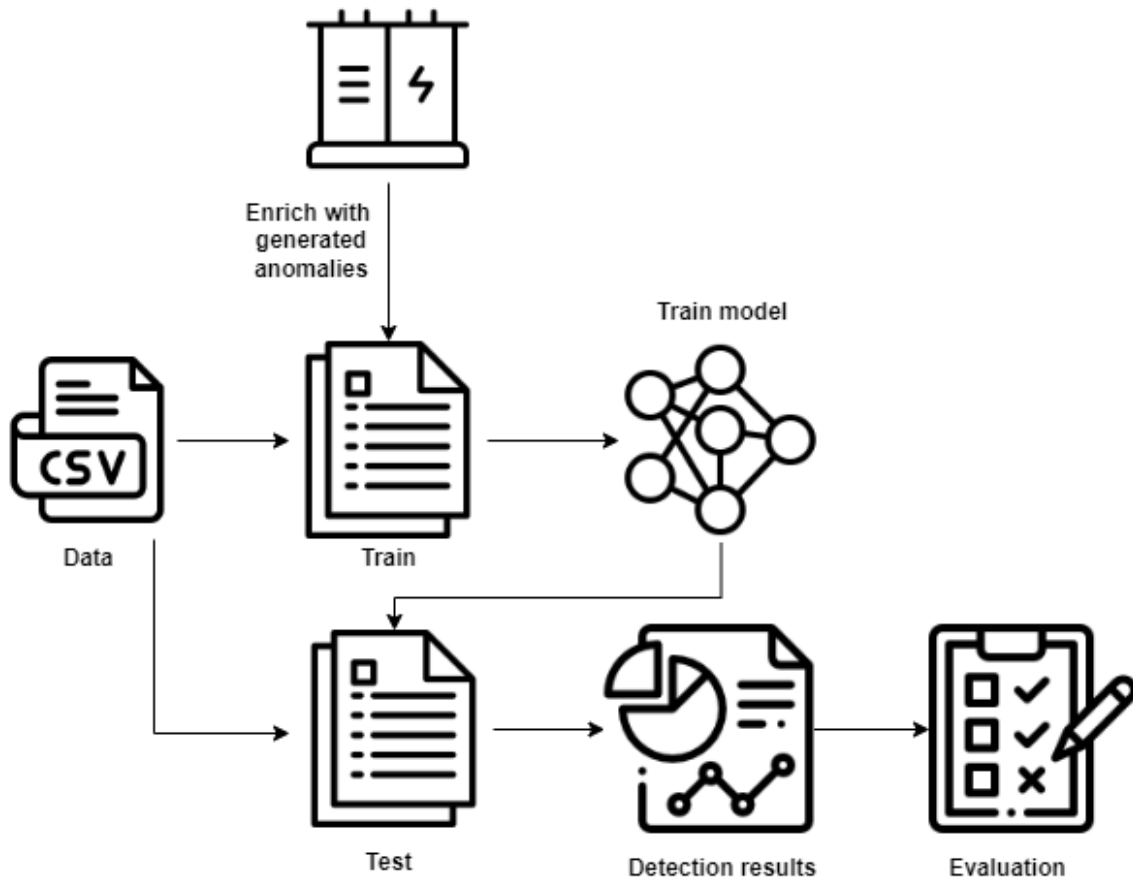 Enrich with
generated
anomalies
Train model
CSV
Data
Train
Test
Detection results
Evaluation